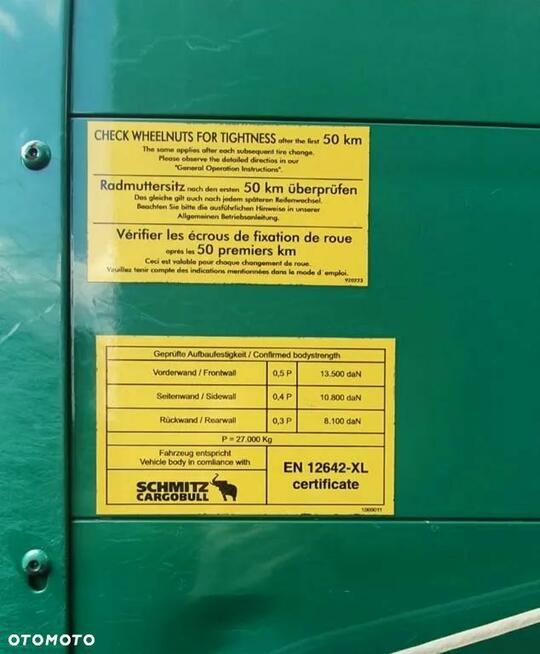 CHECK WHEELNUTS FOR TIGHTNESS after the first 50 km
The same applies after each subsequent tire change.
Please observe the detailed directios in our
"General Operation Instructions".
Radmuttersitz nach den ersten 50 km überprüfen
Das gleiche gilt auch nach jedem späteren Reifenwechsel.
Beachten Sie bitte die ausführlichen Hinweise in unserer
Allgemeinen Betriebsanleitung.
Vérifier les écrous de fixation de roue
après les 50 premiers km
Ceci est valable pour chaque changement de roue.
Veuillez tenir compte des indications mentionnées dans le mode d'emploi.
920773
Geprüfte Aufbaufestigkeit / Confirmed bodystrength
Vorderwand / Frontwall 0,5 P 13.500 daN
Seitenwand / Sidewall 0,4 P 10.800 daN
Rückwand / Rearwall 0,3 P 8.100 daN
P = 27.000 Kg
Fahrzeug entspricht
Vehicle body in comliance with
SCHMITZ
CARGOBULL
EN 12642-XL
certificate
1069011
OTOMOTO